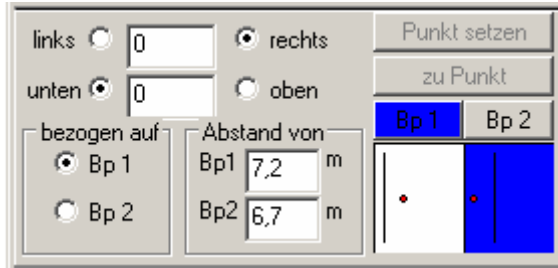 links 0 rechts Punkt setzen
unten 0 oben zu Punkt
Bp 1 Bp 2
bezogen auf Abstand von
Bp 1 Bp1 7,2 m
Bp 2 Bp2 6,7 m